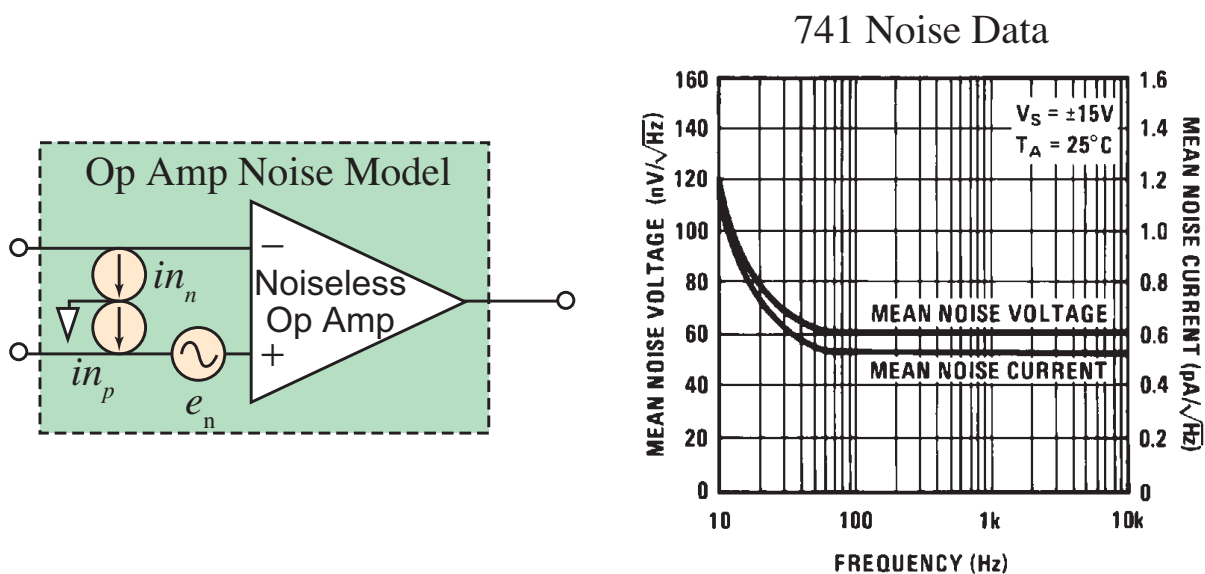 741 Noise Data
Op Amp Noise Model
−
in_n
Noiseless
Op Amp
+
in_p
e_n
MEAN NOISE VOLTAGE (nV/√Hz)
160
140
120
100
80
60
40
20
0
V_S = ±15V
T_A = 25°C
MEAN NOISE VOLTAGE
MEAN NOISE CURRENT
1.6
1.4
1.2
1.0
0.8
0.6
0.4
0.2
0
MEAN NOISE CURRENT (pA/√Hz)
10 100 1k 10k
FREQUENCY (Hz)